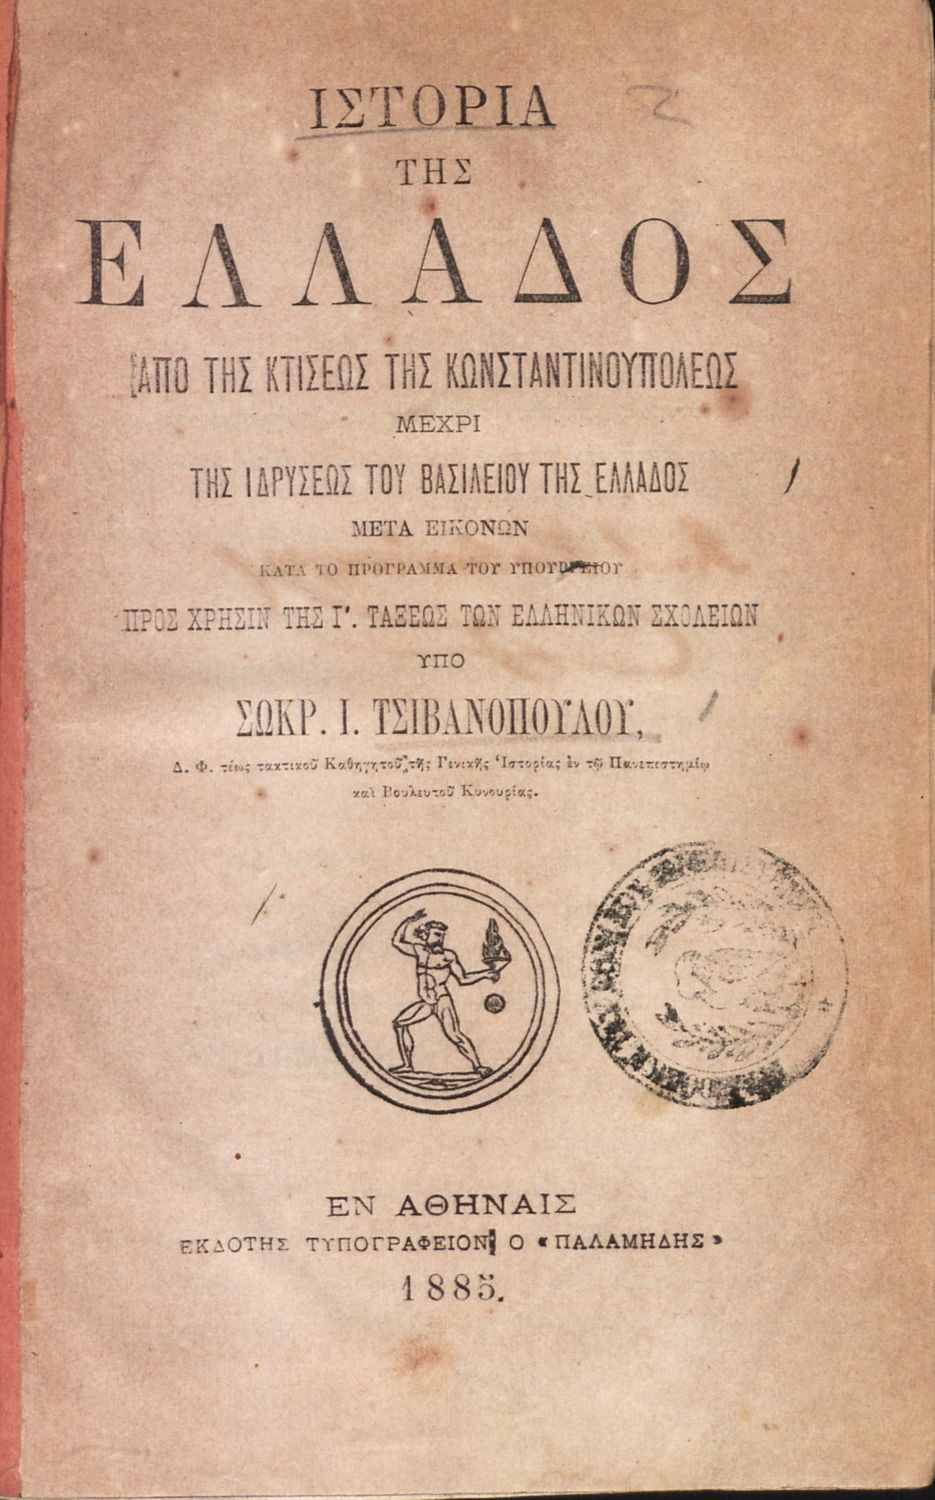 ΙΣΤΟΡΙΑ
ΤΗΣ
ΕΛΛΑΔΟΣ
ΑΠΟ ΤΗΣ ΚΤΙΣΕΩΣ ΤΗΣ ΚΩΝΣΤΑΝΤΙΝΟΥΠΟΛΕΩΣ
ΜΕΧΡΙ
ΤΗΣ ΙΔΡΥΣΕΩΣ ΤΟΥ ΒΑΣΙΛΕΙΟΥ ΤΗΣ ΕΛΛΑΔΟΣ
ΜΕΤΑ ΕΙΚΟΝΩΝ
ΚΑΤΑ ΤΟ ΠΡΟΓΡΑΜΜΑ ΤΟΥ ΥΠΟΥΡΓΕΙΟΥ
ΠΡΟΣ ΧΡΗΣΙΝ ΤΗΣ Γ'. ΤΑΞΕΩΣ ΤΩΝ ΕΛΛΗΝΙΚΩΝ ΣΧΟΛΕΙΩΝ
ΥΠΟ
ΣΩΚΡ. Ι. ΤΣΙΒΑΝΟΠΟΥΛΟΥ,
Δ. Φ. τέως τακτικοῦ Καθηγητοῦ τῆς Γενικῆς Ἱστορίας ἐν τῷ Πανεπιστημίῳ
καὶ Βουλευτοῦ Κυνουρίας.
ΕΝ ΑΘΗΝΑΙΣ
ΕΚΔΟΤΗΣ ΤΥΠΟΓΡΑΦΕΙΟΝ Ο «ΠΑΛΑΜΗΔΗΣ»
1885.